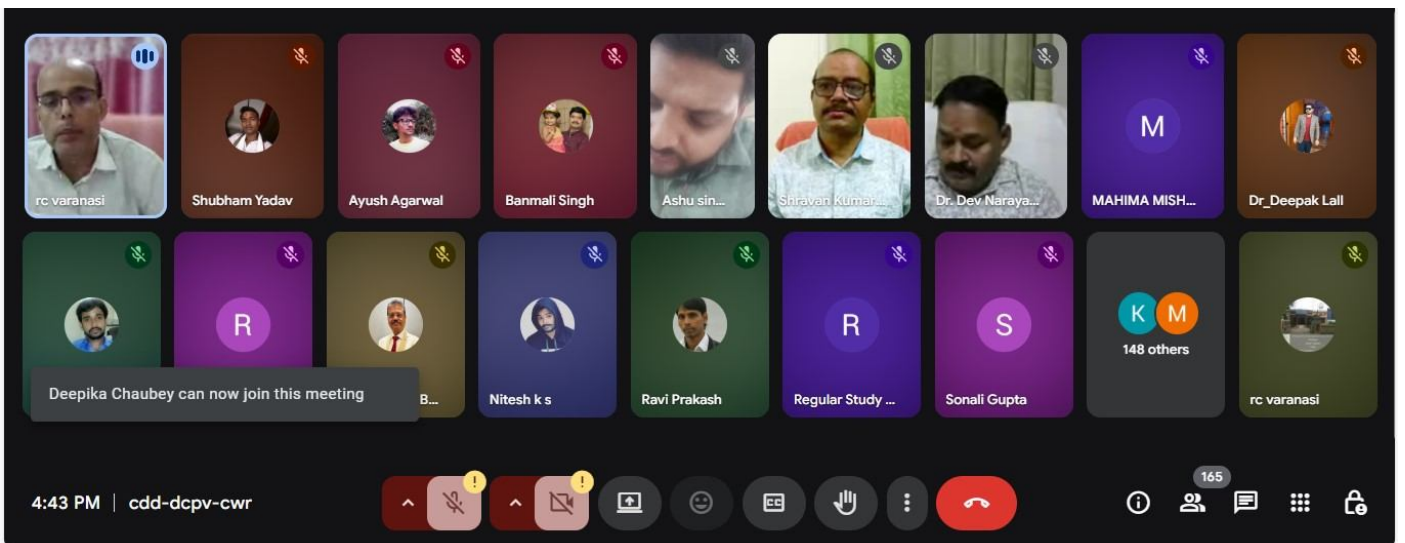 rc varanasi
Shubham Yadav
Ayush Agarwal
Banmali Singh
Ashu sin...
Shravan Kumar...
Dr. Dev Naraya...
M
MAHIMA MISH...
Dr_Deepak Lall
R
B...
Nitesh k s
Ravi Prakash
R
Regular Study ...
S
Sonali Gupta
K M
148 others
rc varanasi
Deepika Chaubey can now join this meeting
4:43 PM | cdd-dcpv-cwr
!
!
CC
165